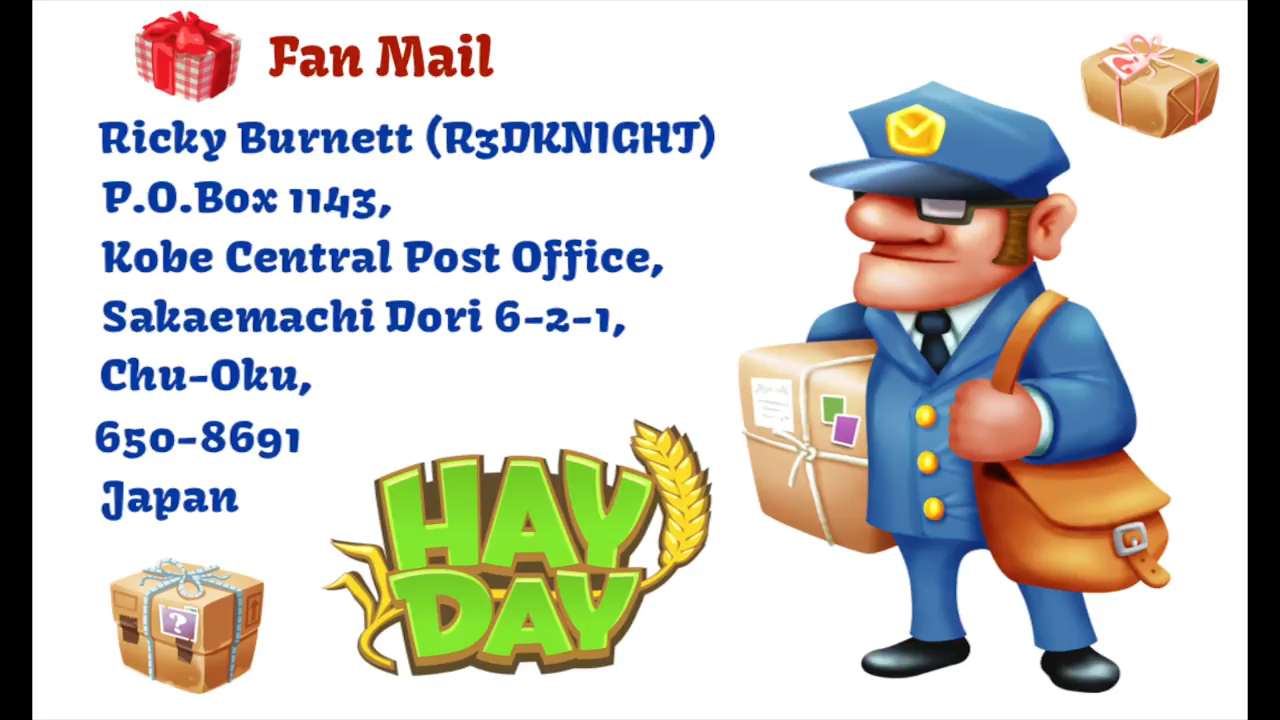 Fan Mail
Ricky Burnett (R3DKNIGHT)
P.O.Box 1143,
Kobe Central Post Office,
Sakaemachi Dori 6-2-1,
Chu-Oku,
650-8691
Japan
HAY
DAY
?